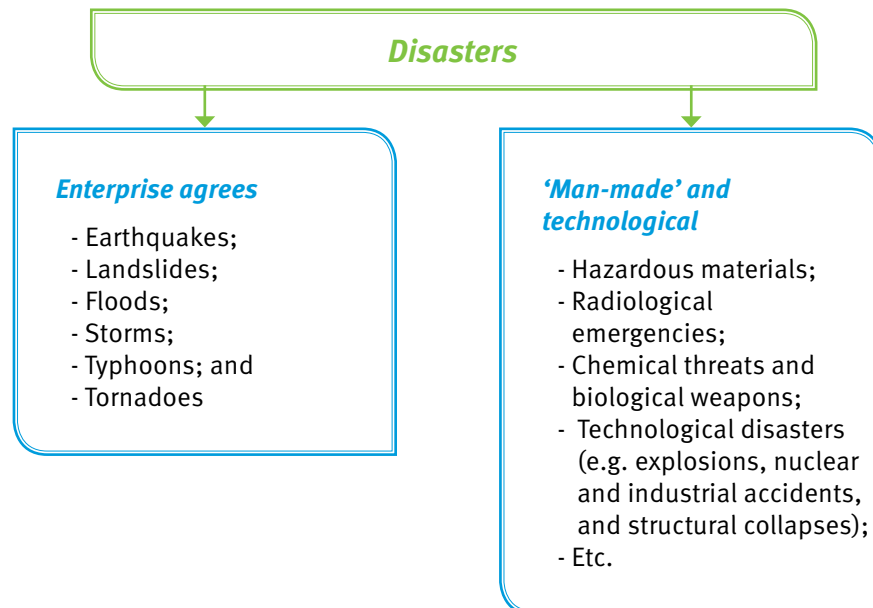 Disasters
Enterprise agrees
- Earthquakes;
- Landslides;
- Floods;
- Storms;
- Typhoons; and
- Tornadoes
‘Man-made’ and
technological
- Hazardous materials;
- Radiological
emergencies;
- Chemical threats and
biological weapons;
- Technological disasters
(e.g. explosions, nuclear
and industrial accidents,
and structural collapses);
- Etc.